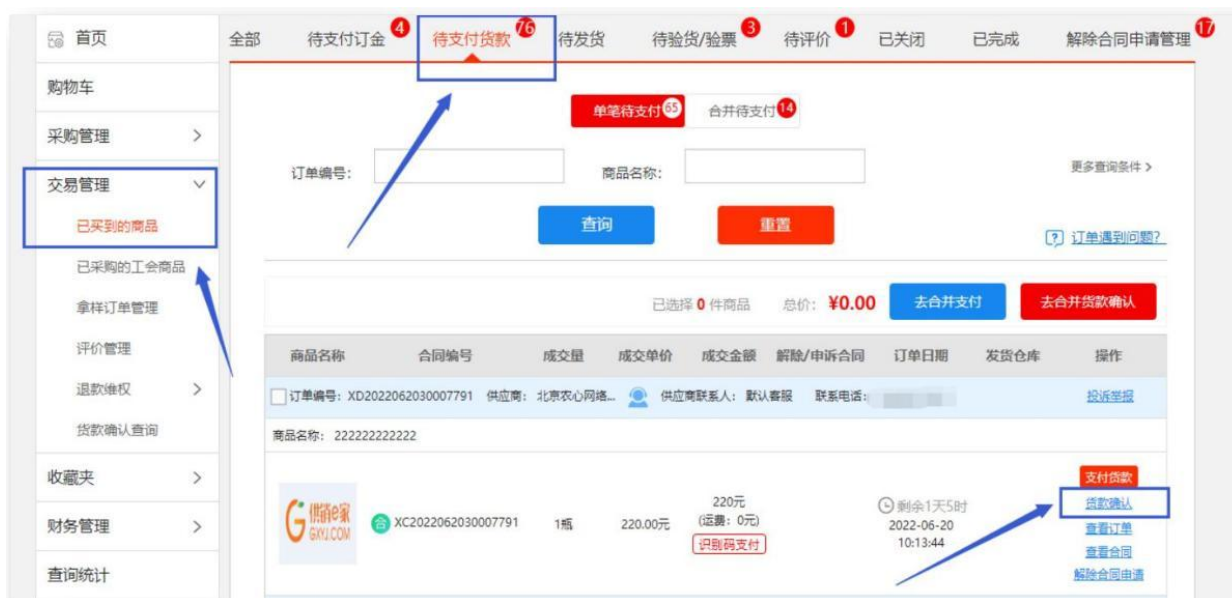 首页
全部 待支付订金 4 待支付货款 76 待发货 待验货/验票 3 待评价 1 已关闭 已完成 解除合同申请管理 17
购物车
采购管理
交易管理
已买到的商品
已采购的工会商品
拿样订单管理
评价管理
退款维权
货款确认查询
收藏夹
财务管理
查询统计
单笔待支付 65 合并待支付 14
订单编号: 商品名称: 更多查询条件 >
查询 重置
? 订单遇到问题?
已选择 0 件商品 总价: ¥0.00 去合并支付 去合并货款确认
商品名称 合同编号 成交量 成交单价 成交金额 解除/申诉合同 订单日期 发货仓库 操作
订单编号: XD2022062030007791 供应商: 北京农心网络... 供应商联系人: 默认客服 联系电话: 投诉举报
商品名称: 222222222222
供销e家
GXYJ.COM
合 XC2022062030007791 1瓶 220.00元
220元
(运费: 0元)
识别码支付
剩余1天5时
2022-06-20
10:13:44
支付货款
货款确认
查看订单
查看合同
解除合同申请